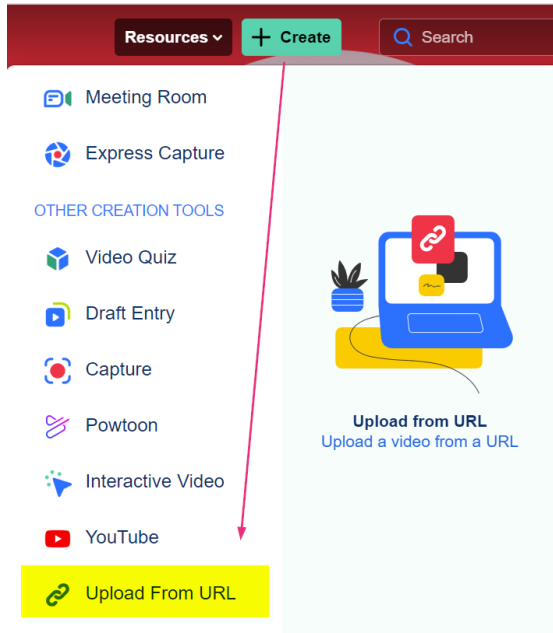 Resources
Create
Search
Meeting Room
Express Capture
OTHER CREATION TOOLS
Video Quiz
Draft Entry
Capture
Powtoon
Interactive Video
YouTube
Upload From URL
Upload from URL
Upload a video from a URL